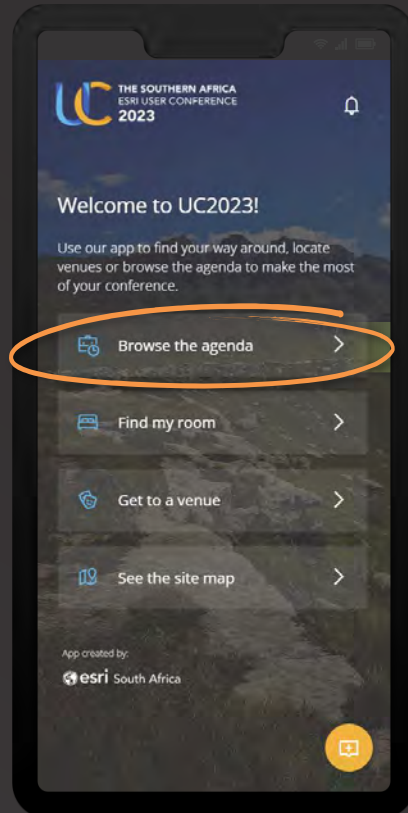 UC
THE SOUTHERN AFRICA
ESRI USER CONFERENCE
2023
Welcome to UC2023!
Use our app to find your way around, locate
venues or browse the agenda to make the most
of your conference.
Browse the agenda
Find my room
Get to a venue
See the site map
App created by:
esri South Africa